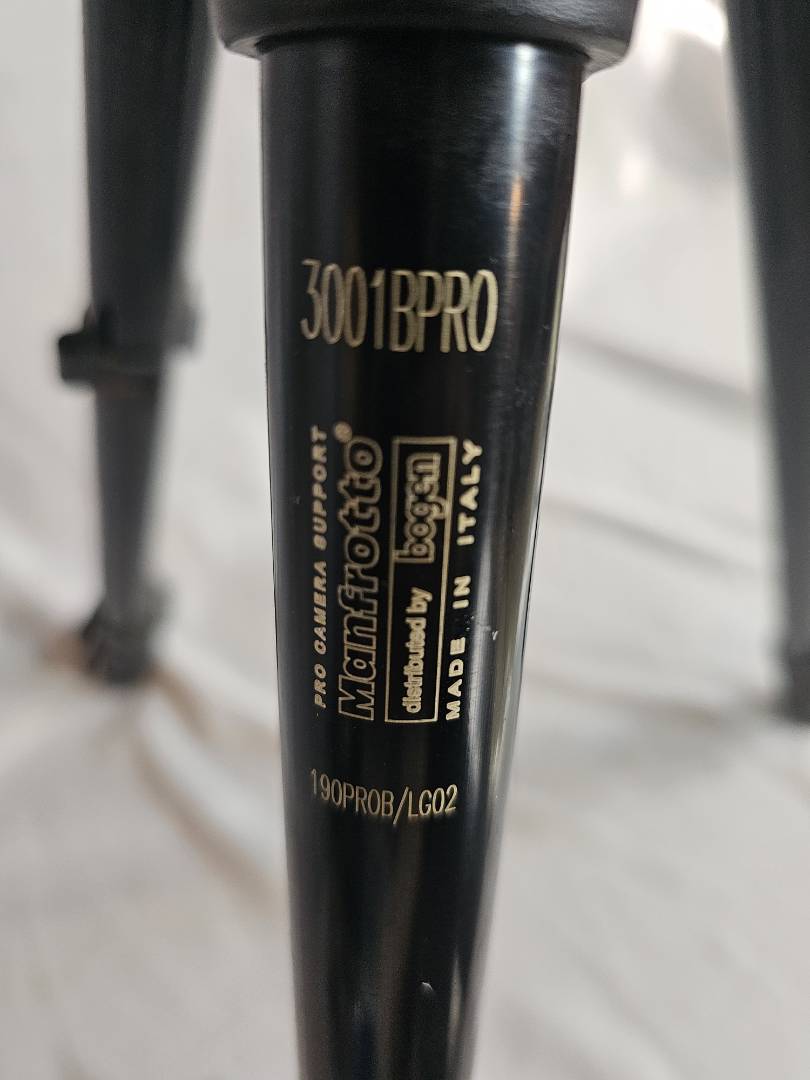 3001BPRO
PRO CAMERA SUPPORT
Manfrotto®
distributed by bogen
MADE IN ITALY
190PROB/LG02